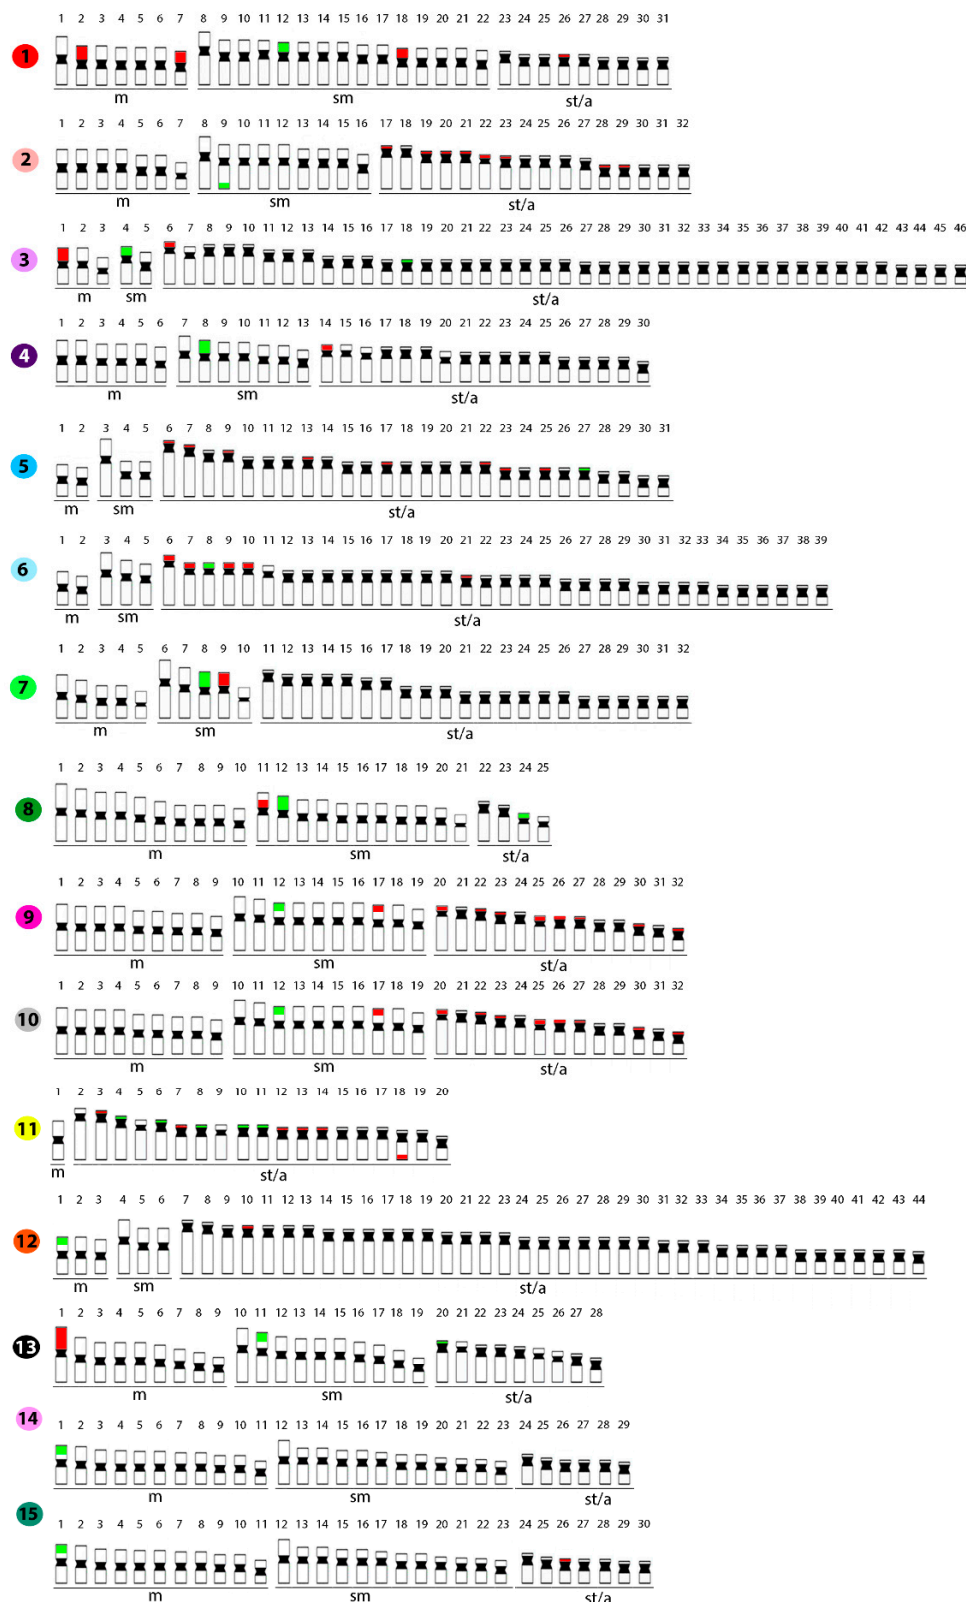 1 2 3 4 5 6 7 8 9 10 11 12 13 14 15 16 17 18 19 20 21 22 23 24 25 26 27 28 29 30 31
1
m sm st/a
1 2 3 4 5 6 7 8 9 10 11 12 13 14 15 16 17 18 19 20 21 22 23 24 25 26 27 28 29 30 31 32
2
m sm st/a
1 2 3 4 5 6 7 8 9 10 11 12 13 14 15 16 17 18 19 20 21 22 23 24 25 26 27 28 29 30 31 32 33 34 35 36 37 38 39 40 41 42 43 44 45 46
3
m sm st/a
1 2 3 4 5 6 7 8 9 10 11 12 13 14 15 16 17 18 19 20 21 22 23 24 25 26 27 28 29 30
4
m sm st/a
1 2 3 4 5 6 7 8 9 10 11 12 13 14 15 16 17 18 19 20 21 22 23 24 25 26 27 28 29 30 31
5
m sm st/a
1 2 3 4 5 6 7 8 9 10 11 12 13 14 15 16 17 18 19 20 21 22 23 24 25 26 27 28 29 30 31 32 33 34 35 36 37 38 39
6
m sm st/a
1 2 3 4 5 6 7 8 9 10 11 12 13 14 15 16 17 18 19 20 21 22 23 24 25 26 27 28 29 30 31 32
7
m sm st/a
1 2 3 4 5 6 7 8 9 10 11 12 13 14 15 16 17 18 19 20 21 22 23 24 25
8
m sm st/a
1 2 3 4 5 6 7 8 9 10 11 12 13 14 15 16 17 18 19 20 21 22 23 24 25 26 27 28 29 30 31 32
9
m sm st/a
1 2 3 4 5 6 7 8 9 10 11 12 13 14 15 16 17 18 19 20 21 22 23 24 25 26 27 28 29 30 31 32
10
m sm st/a
1 2 3 4 5 6 7 8 9 10 11 12 13 14 15 16 17 18 19 20
11
m st/a
1 2 3 4 5 6 7 8 9 10 11 12 13 14 15 16 17 18 19 20 21 22 23 24 25 26 27 28 29 30 31 32 33 34 35 36 37 38 39 40 41 42 43 44
12
m sm st/a
1 2 3 4 5 6 7 8 9 10 11 12 13 14 15 16 17 18 19 20 21 22 23 24 25 26 27 28
13
m sm st/a
14
1 2 3 4 5 6 7 8 9 10 11 12 13 14 15 16 17 18 19 20 21 22 23 24 25 26 27 28 29
m sm st/a
15
1 2 3 4 5 6 7 8 9 10 11 12 13 14 15 16 17 18 19 20 21 22 23 24 25 26 27 28 29 30
m sm st/a